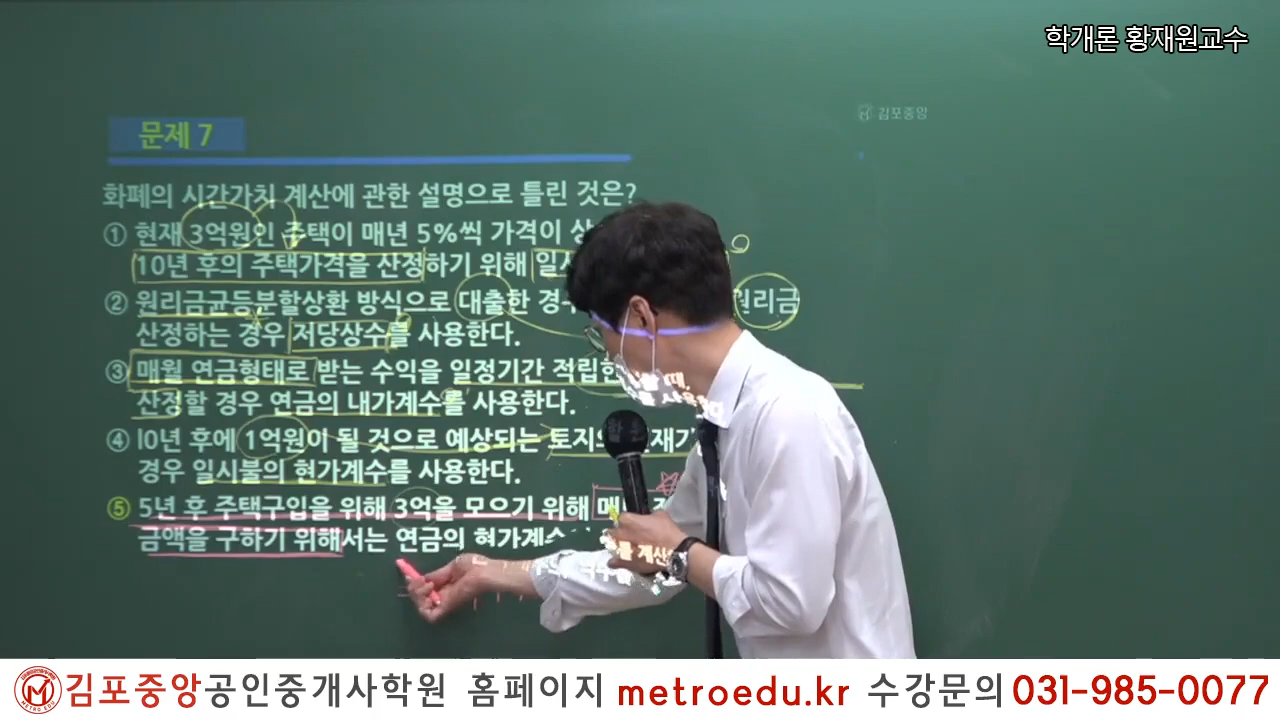 학개론 황재원교수
김포중앙
문제 7
화폐의 시간가치 계산에 관한 설명으로 틀린 것은?
① 현재 3억원인 주택이 매년 5%씩 가격이
10년 후의 주택가격을 산정하기 위해
② 원리금균등분할상환 방식으로 대출한 원리금
산정하는 경우 저당상수를 사용한다.
③ 매월 연금형태로 받는 수익을 일정기간 때,
산정할 경우 연금의 내가계수를 사용한다.
④ 10년 후에 1억원이 될 것으로 예상되는
경우 일시불의 현가계수를 사용한다.
⑤ 5년 후 주택구입을 위해 3억을 모으기 위해
금액을 구하기 위해서는 연금의 현가계수
METRO EDU
김포중앙공인중개사학원 홈페이지 metroedu.kr 수강문의 031-985-0077